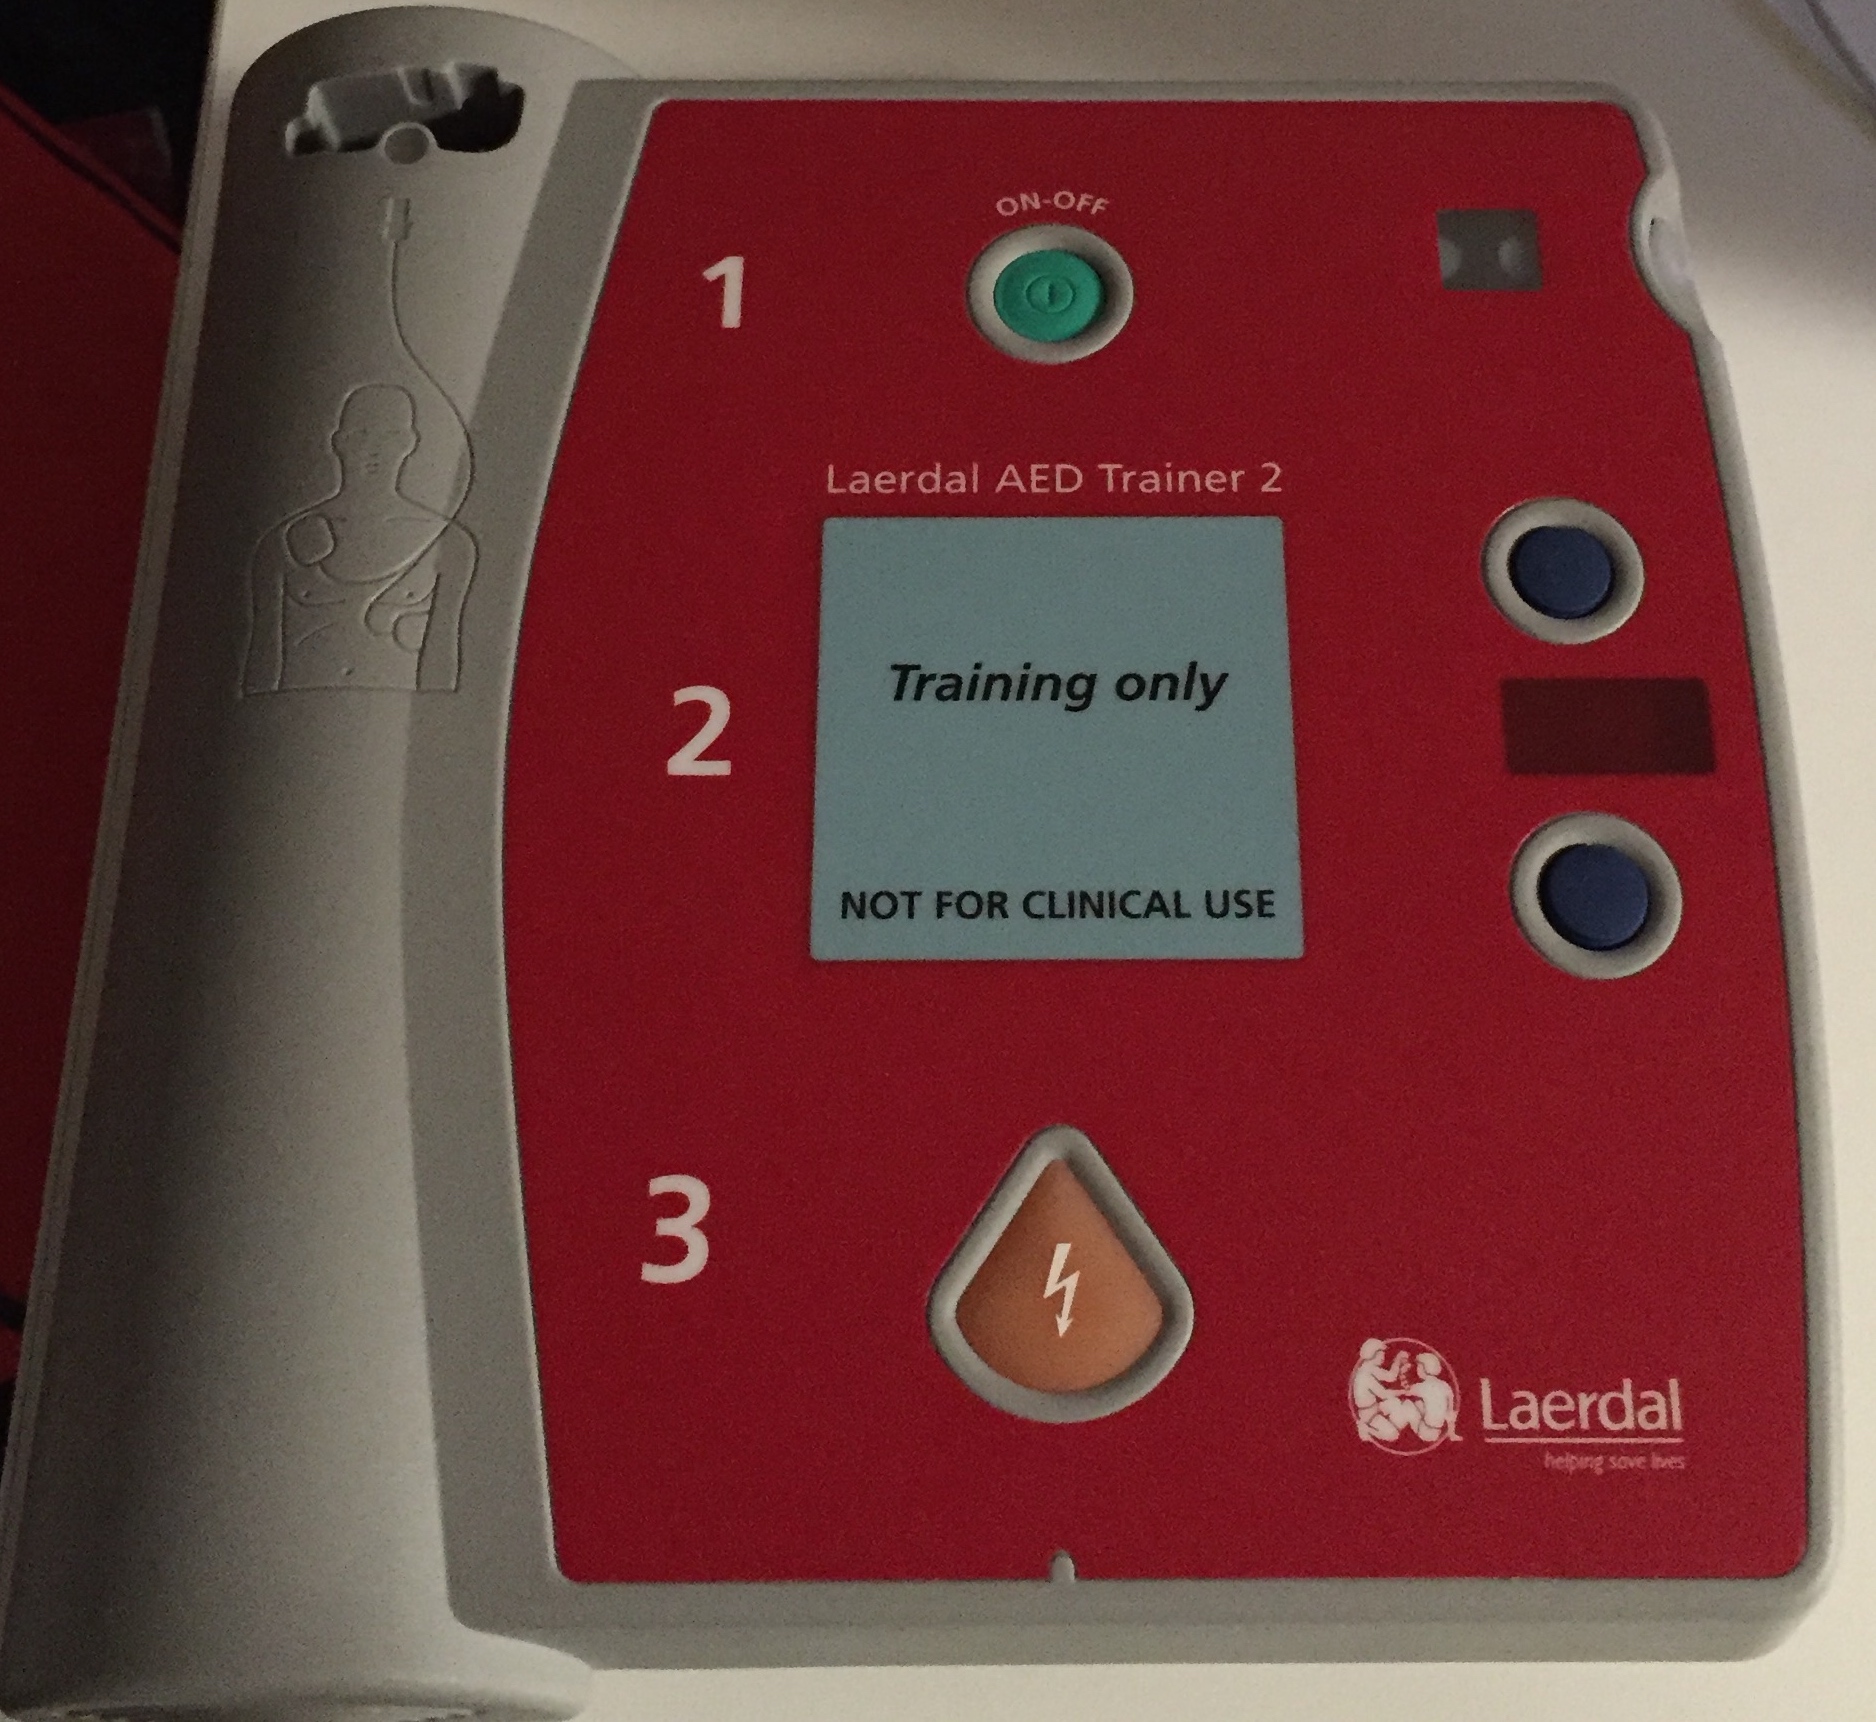 ON-OFF
1
Laerdal AED Trainer 2
Training only
2
NOT FOR CLINICAL USE
3
Laerdal
helping save lives